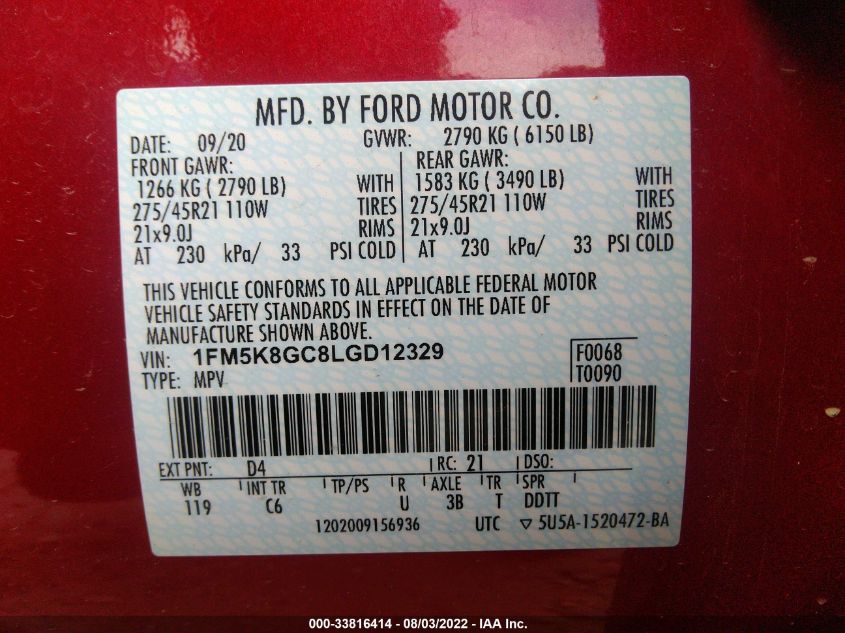 MFD. BY FORD MOTOR CO.
DATE: 09/20 GVWR: 2790 KG ( 6150 LB)
FRONT GAWR: REAR GAWR:
1266 KG ( 2790 LB) WITH 1583 KG ( 3490 LB) WITH
275/45R21 110W TIRES 275/45R21 110W TIRES
21x9.0J RIMS 21x9.0J RIMS
AT 230 kPa/ 33 PSI COLD AT 230 kPa/ 33 PSI COLD
THIS VEHICLE CONFORMS TO ALL APPLICABLE FEDERAL MOTOR
VEHICLE SAFETY STANDARDS IN EFFECT ON THE DATE OF
MANUFACTURE SHOWN ABOVE.
VIN: 1FM5K8GC8LGD12329 F0068
TYPE: MPV T0090
EXT PNT: D4 RC: 21 DSO:
WB INT TR TP/PS R AXLE TR SPR
119 C6 U 3B T DDTT
1202009156936 UTC ▽ 5U5A-1520472-BA
000-33816414 - 08/03/2022 - IAA Inc.